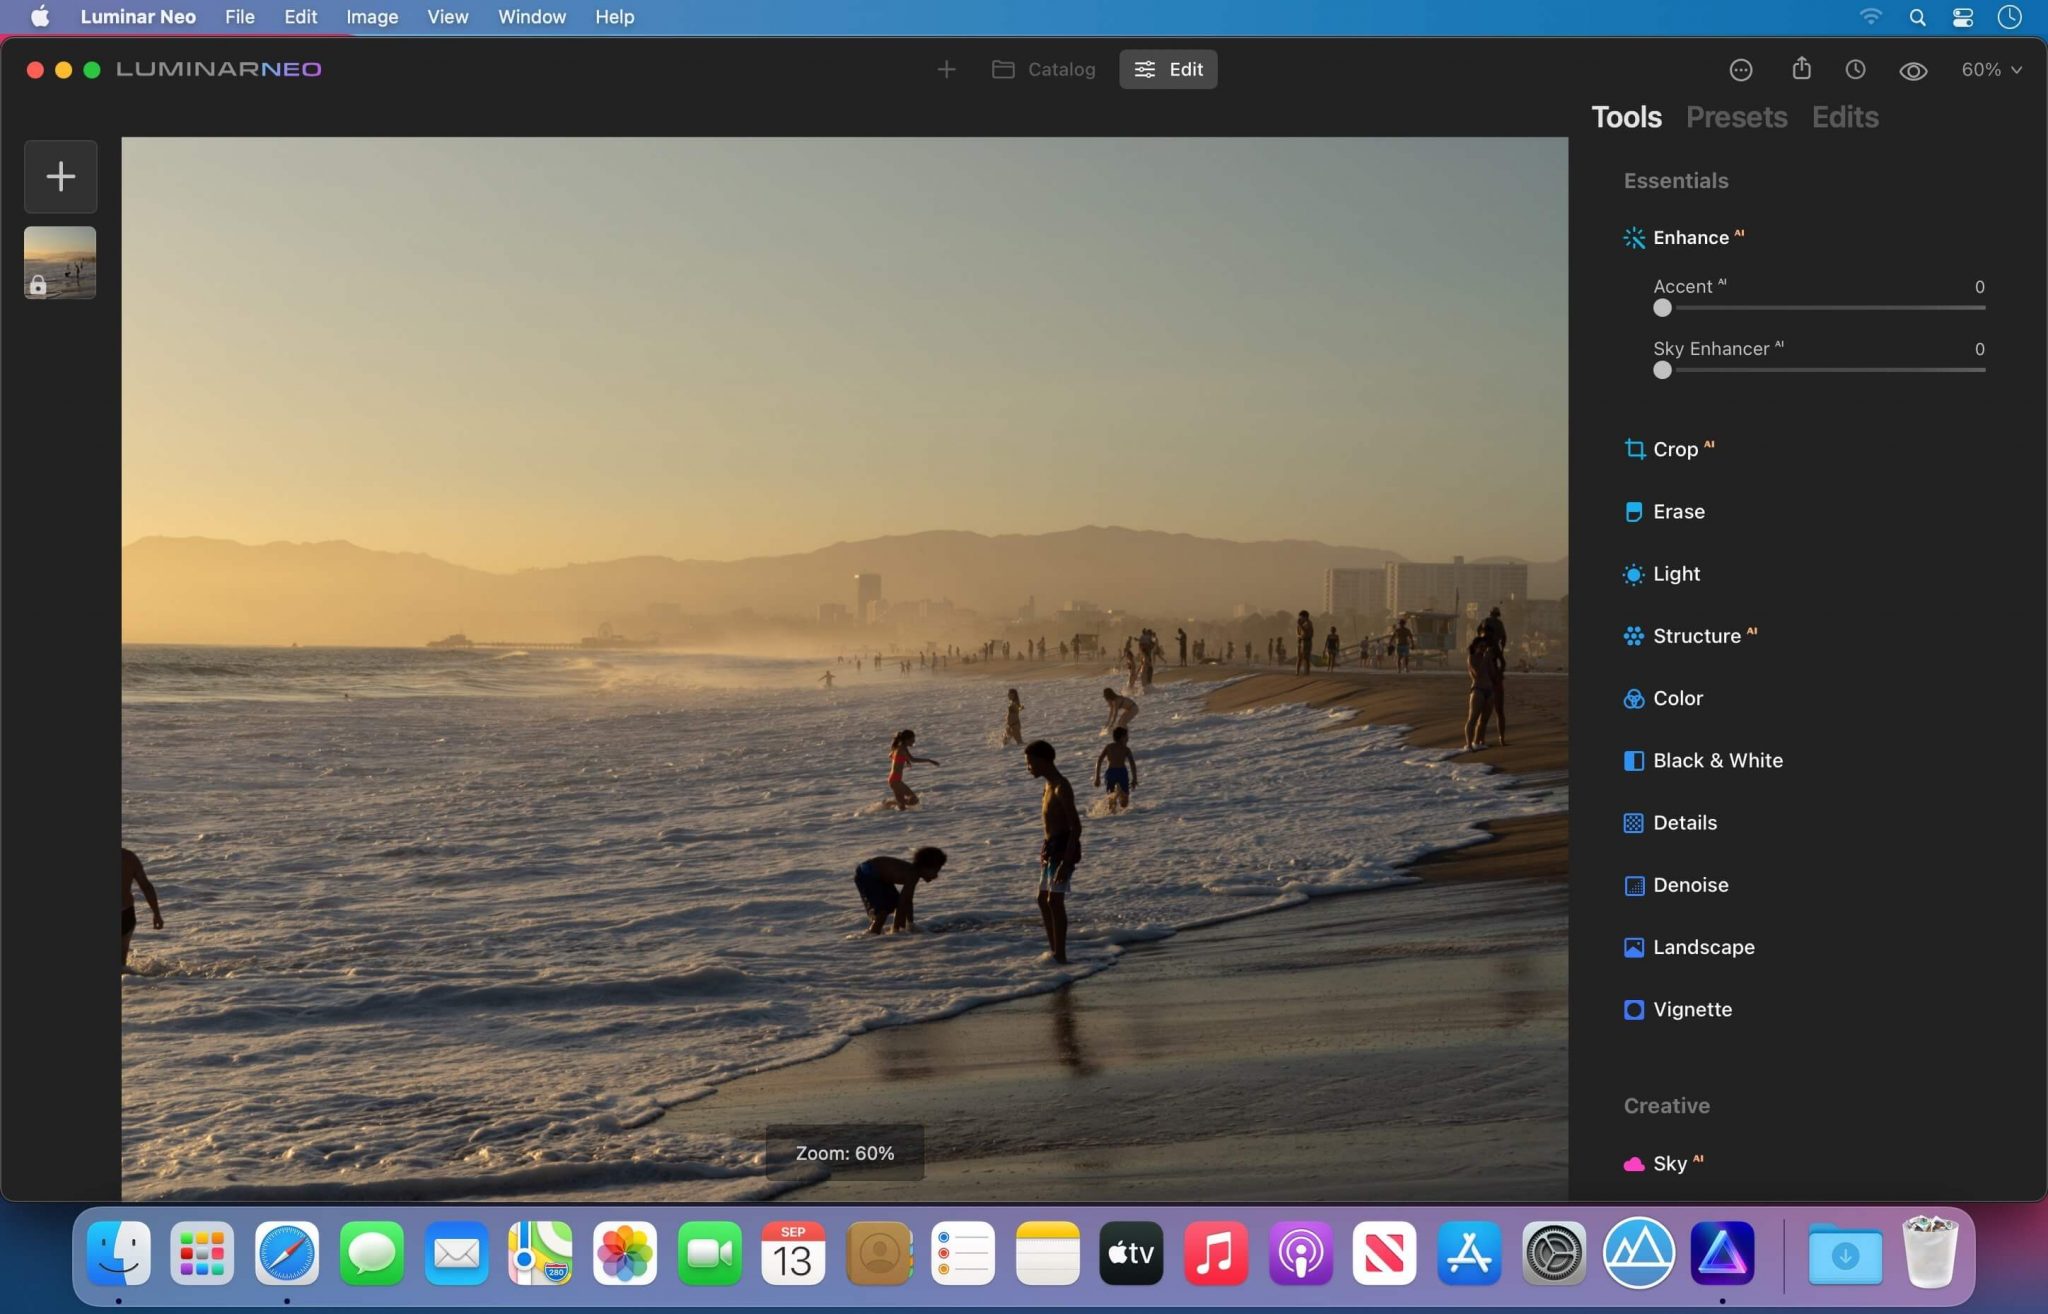 Luminar Neo File Edit Image View Window Help
LUMINARNEO
Catalog Edit
60%
Tools Presets Edits
Essentials
Enhance AI
Accent AI 0
Sky Enhancer AI 0
Crop AI
Erase
Light
Structure AI
Color
Black & White
Details
Denoise
Landscape
Vignette
Creative
Sky AI
Zoom: 60%
280
SEP
13
tv